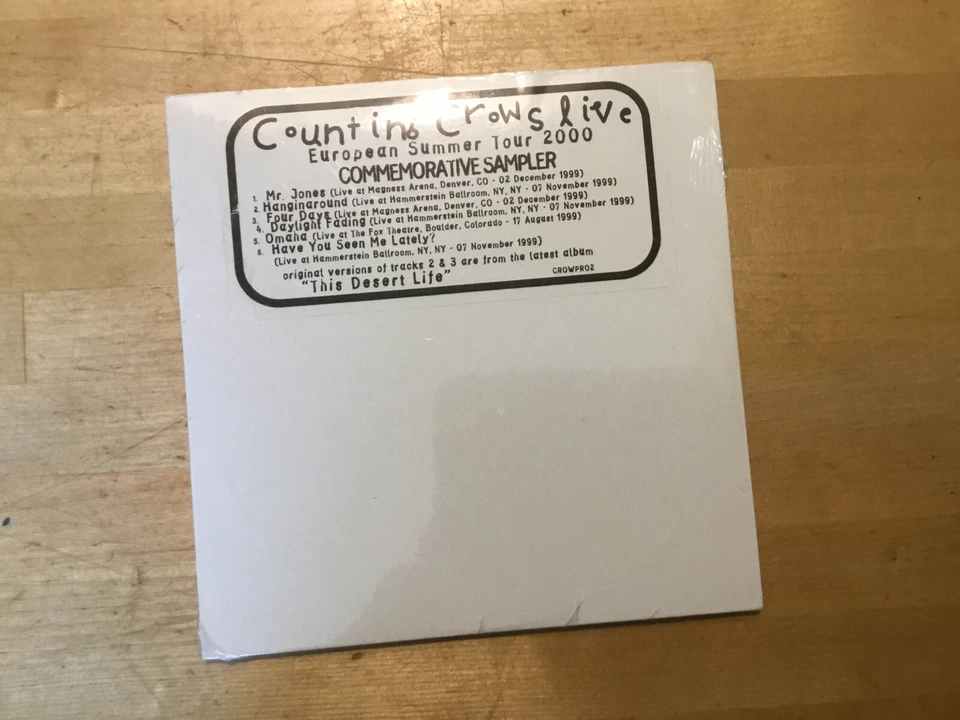 Counting Crows live
European Summer Tour 2000
COMMEMORATIVE SAMPLER
1. Mr. Jones (Live at Magness Arena, Denver, CO - 02 December 1999)
2. Hanginaround (Live at Hammerstein Ballroom, NY, NY - 07 November 1999)
3. Four Days (Live at Magness Arena, Denver, CO - 02 December 1999)
4. Daylight Fading (Live at Hammerstein Ballroom, NY, NY - 07 November 1999)
5. Omaha (Live at The Fox Theatre, Boulder, Colorado - 17 August 1999)
6. Have You Seen Me Lately?
(Live at Hammerstein Ballroom, NY, NY - 07 November 1999)
original versions of tracks 2 & 3 are from the latest album
"This Desert Life" CROWPRO2